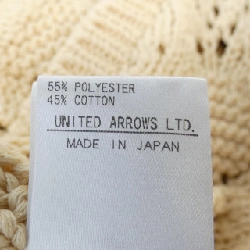 55% POLYESTER
45% COTTON
UNITED ARROWS LTD.
MADE IN JAPAN